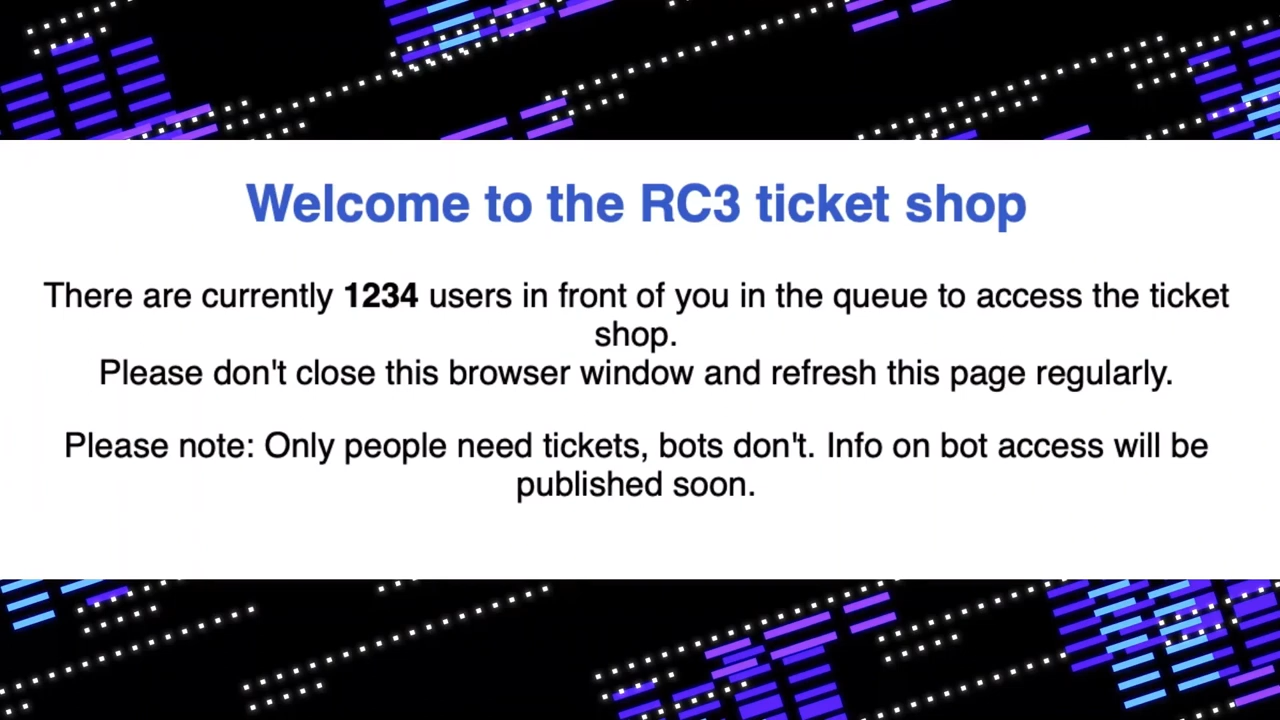 Welcome to the RC3 ticket shop
There are currently 1234 users in front of you in the queue to access the ticket
shop.
Please don't close this browser window and refresh this page regularly.
Please note: Only people need tickets, bots don't. Info on bot access will be
published soon.